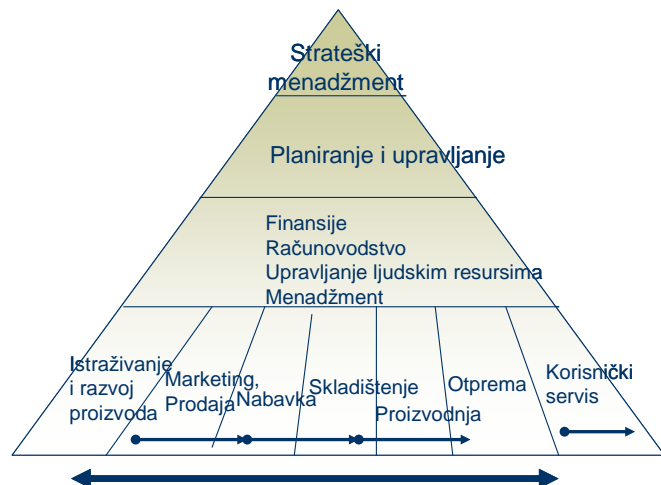 Strateški
menadžment
Planiranje i upravljanje
Finansije
Računovodstvo
Upravljanje ljudskim resursima
Menadžment
Istraživanje
i razvoj
proizvoda
Marketing,
Prodaja
Nabavka
Skladištenje
Proizvodnja
Otprema
Korisnički
servis